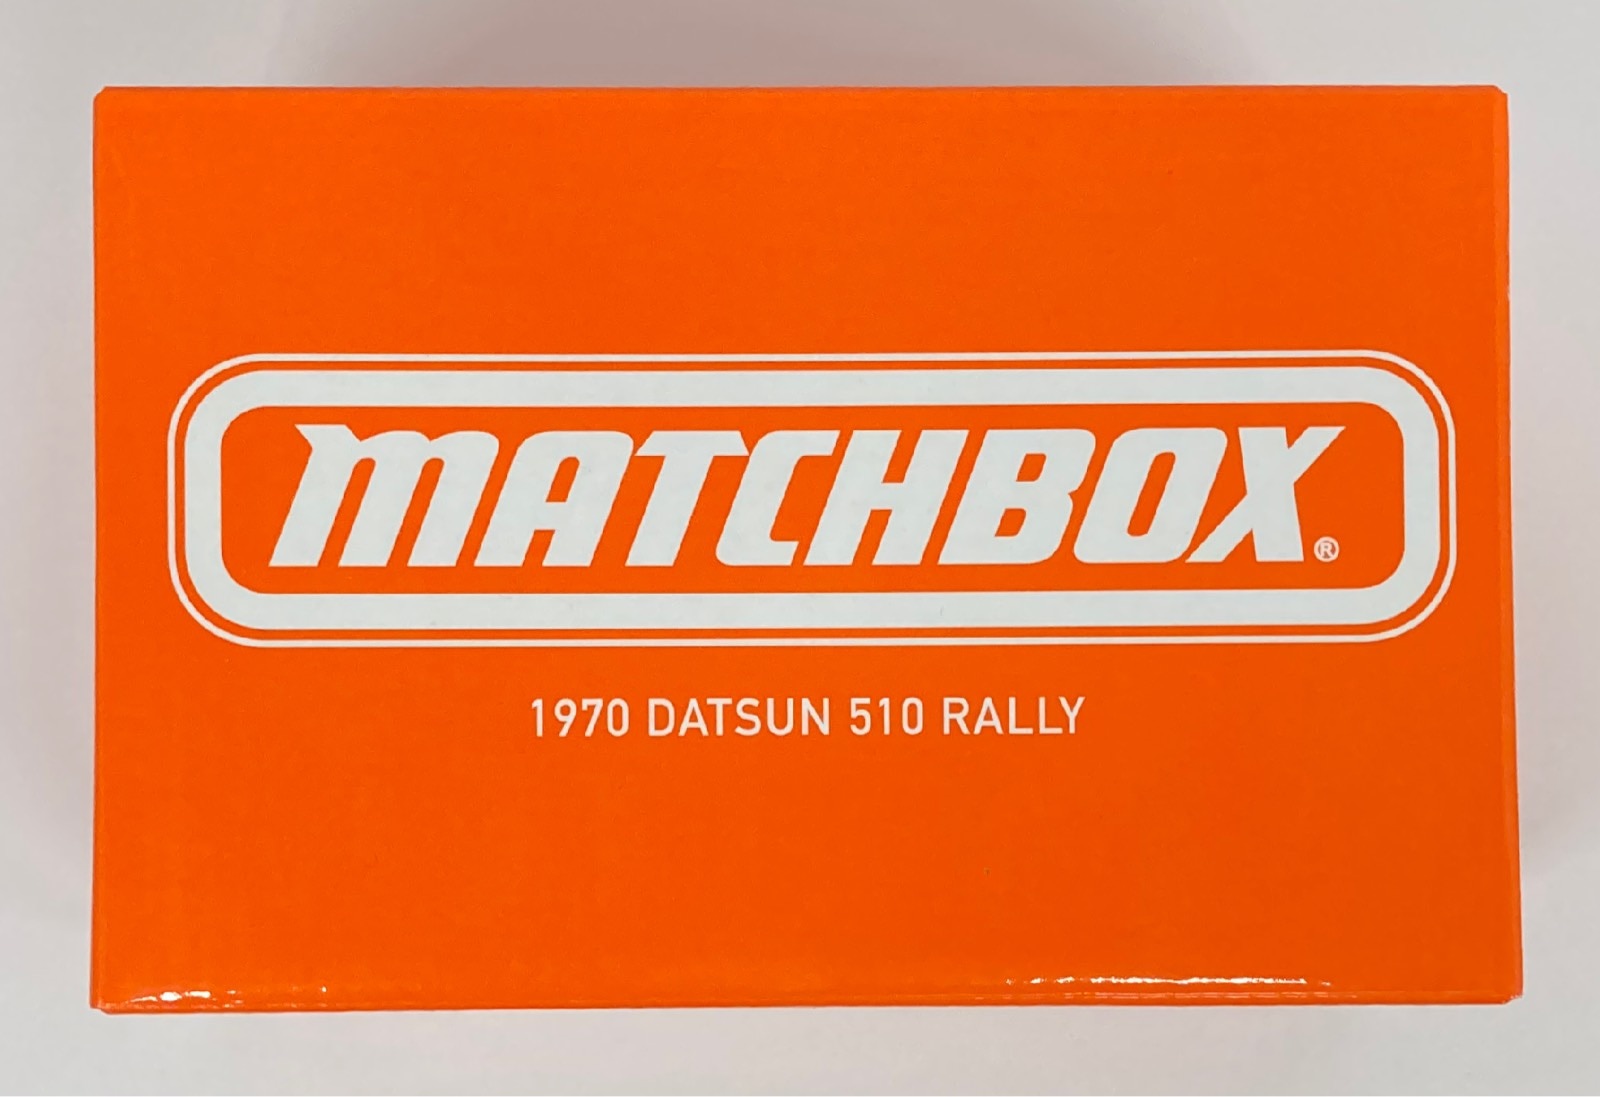 MATCHBOX®
1970 DATSUN 510 RALLY